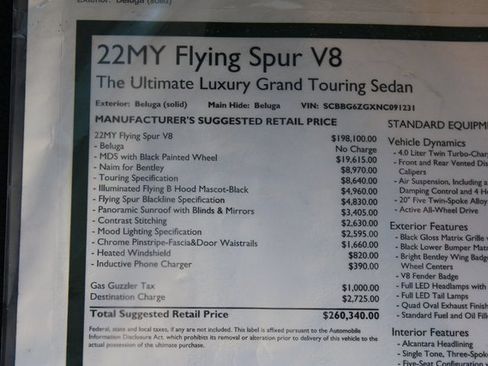 Exterior: Beluga (solid)
22MY Flying Spur V8
The Ultimate Luxury Grand Touring Sedan
Exterior: Beluga (solid) Main Hide: Beluga VIN: SCBBG6ZGXNC091231
MANUFACTURER'S SUGGESTED RETAIL PRICE
22MY Flying Spur V8 $198,100.00
- Beluga No Charge
- MDS with Black Painted Wheel $19,615.00
- Naim for Bentley $8,970.00
- Touring Specification $8,640.00
- Illuminated Flying B Hood Mascot-Black $4,960.00
- Flying Spur Blackline Specification $4,830.00
- Panoramic Sunroof with Blinds & Mirrors $3,405.00
- Contrast Stitching $2,630.00
- Mood Lighting Specification $2,595.00
- Chrome Pinstripe-Fascia&Door Waistrails $1,660.00
- Heated Windshield $820.00
- Inductive Phone Charger $390.00
Gas Guzzler Tax $1,000.00
Destination Charge $2,725.00
Total Suggested Retail Price $260,340.00
Federal, state and local taxes, if any are not included. This label is affixed pursuant to the Automobile
Information Disclosure Act, which prohibits its removal or alteration prior to delivery of this vehicle to the
actual possession of the ultimate purchase.
STANDARD EQUIPM
Vehicle Dynamics
- 4.0 Liter Twin Turbo-Char
- Front and Rear Vented Dis
Calipers
- Air Suspension, Including a
Damping Control and 4 H
- 20" Five Twin-Spoke Alloy
- Active All-Wheel Drive
Exterior Features
- Black Gloss Matrix Grille
- Black Lower Bumper Mat
- Bright Bentley Wing Badge
Wheel Centers
- V8 Fender Badge
- Full LED Headlamps with
- Full LED Tail Lamps
- Quad Oval Exhaust Finish
- Standard Fuel and Oil Fill
Interior Features
- Alcantara Headlining
- Single Tone, Three-Spok
- Five-Seat Configuration